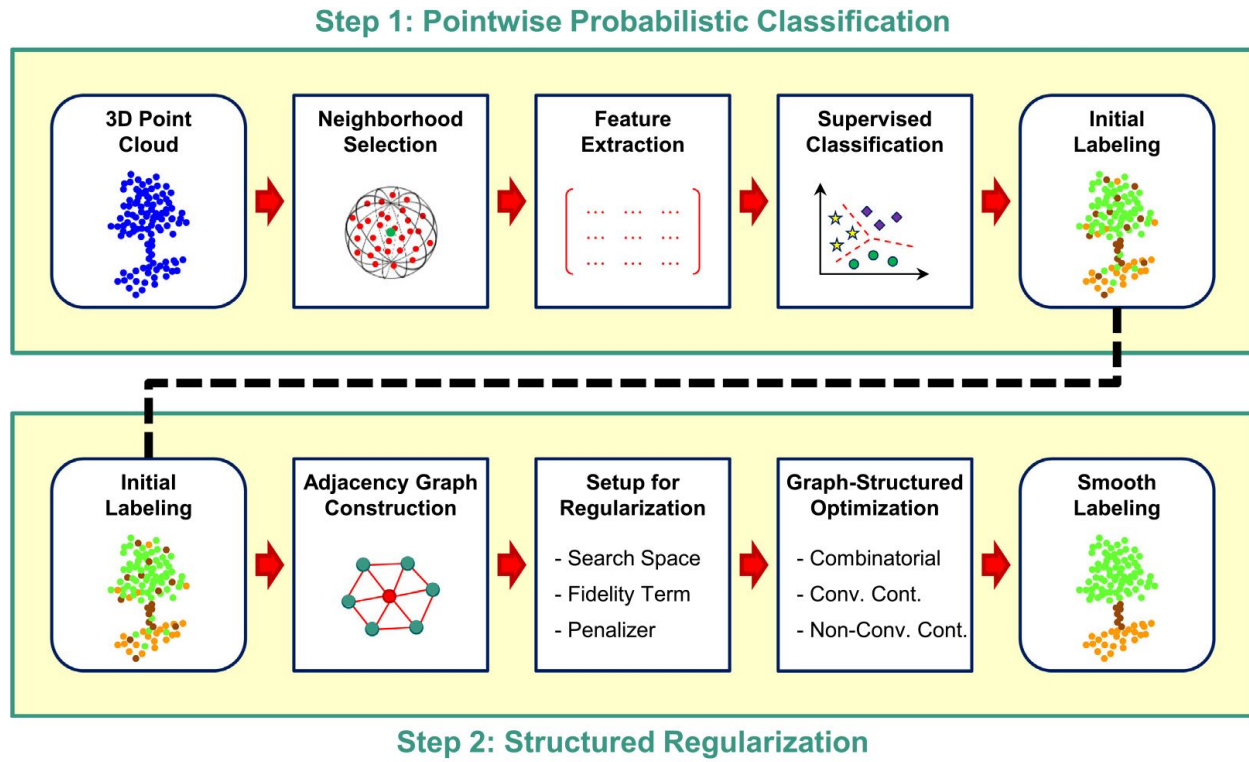 Step 1: Pointwise Probabilistic Classification
3D Point
Cloud
Neighborhood
Selection
Feature
Extraction
... ... ...
... ... ...
... ... ...
Supervised
Classification
Initial
Labeling
Initial
Labeling
Adjacency Graph
Construction
Setup for
Regularization
- Search Space
- Fidelity Term
- Penalizer
Graph-Structured
Optimization
- Combinatorial
- Conv. Cont.
- Non-Conv. Cont.
Smooth
Labeling
Step 2: Structured Regularization